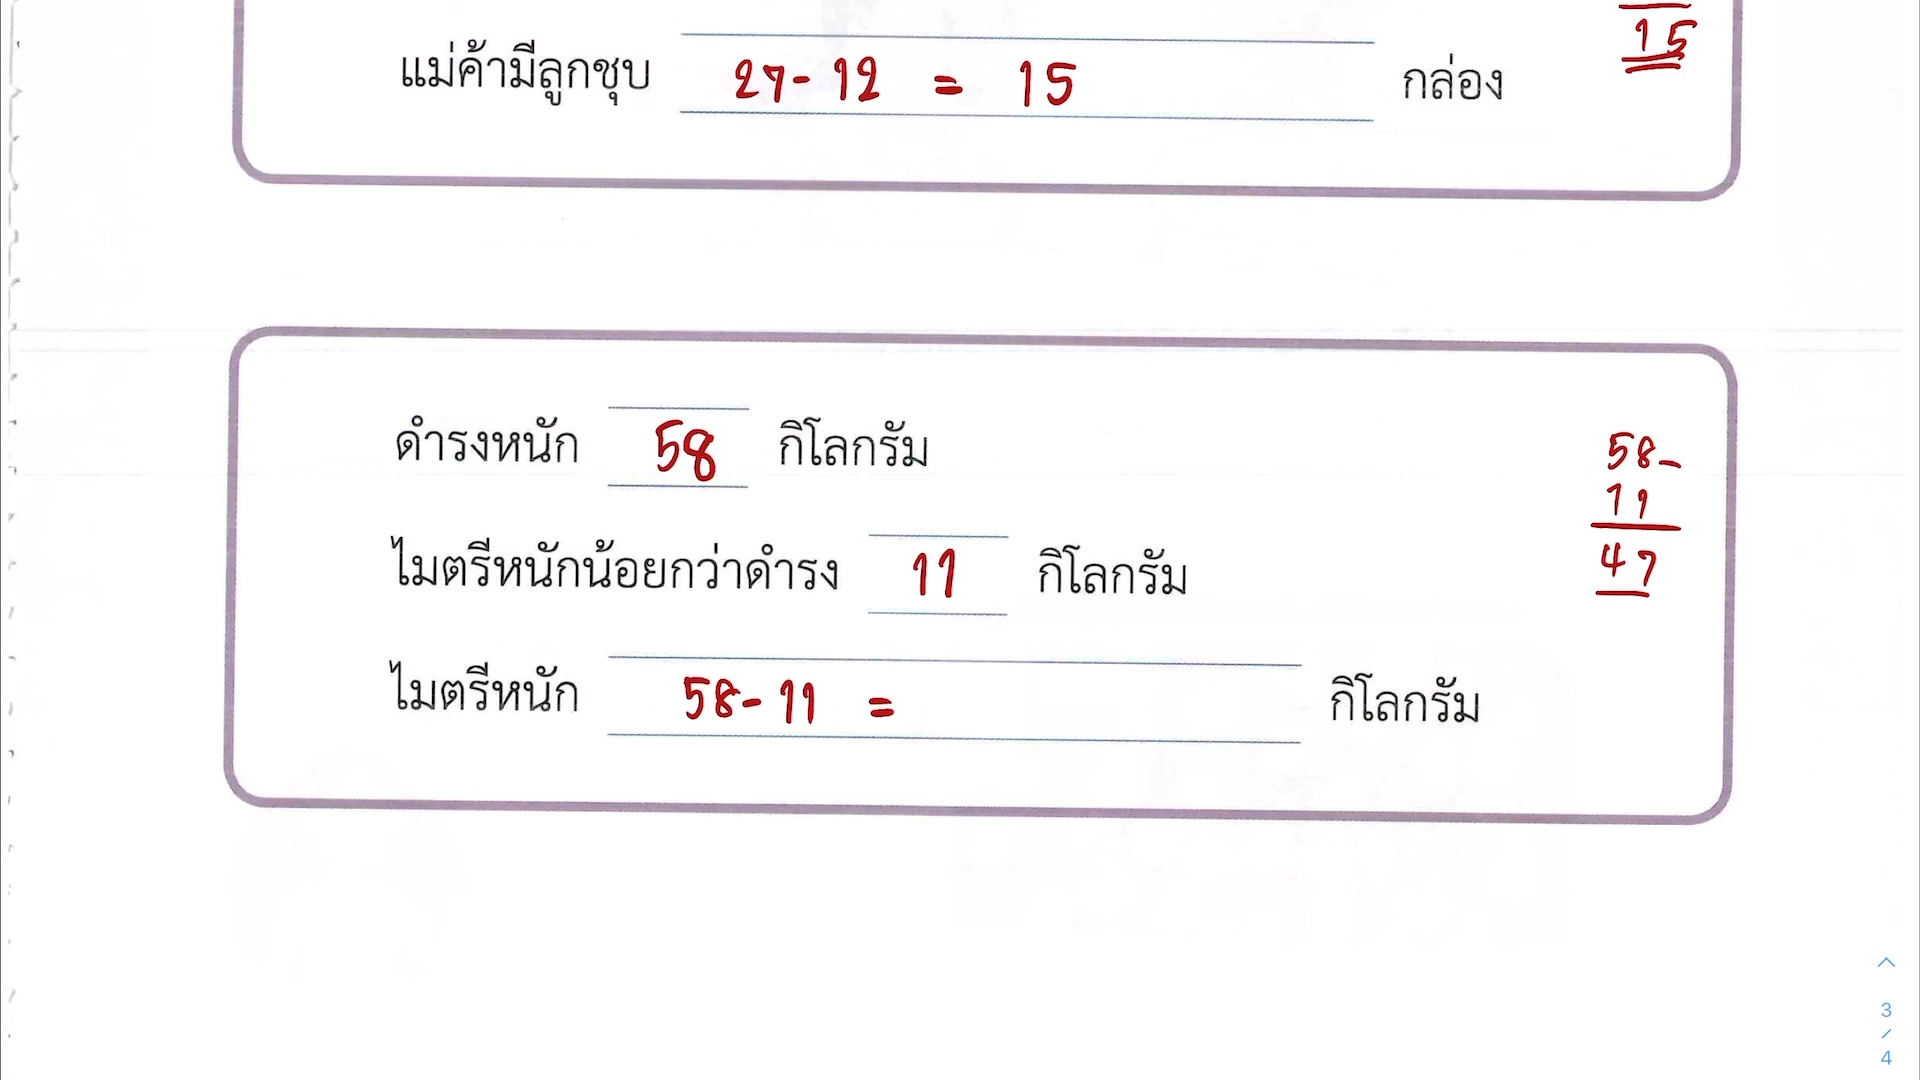 15
แม่ค้ามีลูกชุบ 27-12 = 15 กล่อง
ดำรงหนัก 58 กิโลกรัม
58-
11
47
ไมตรีหนักน้อยกว่าดำรง 11 กิโลกรัม
ไมตรีหนัก 58-11 = กิโลกรัม
3
/
4